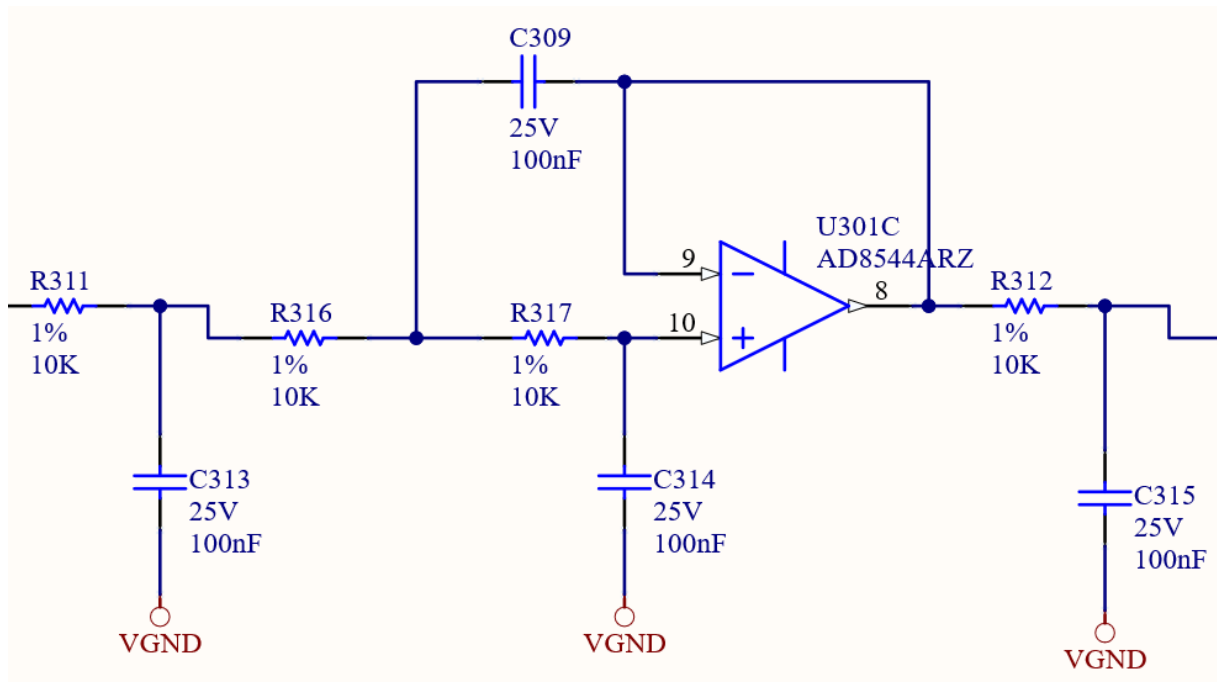 C309
25V
100nF
U301C
AD8544ARZ
9
8
10
R311
1%
10K
R316
1%
10K
R317
1%
10K
R312
1%
10K
C313
25V
100nF
C314
25V
100nF
C315
25V
100nF
VGND
VGND
VGND